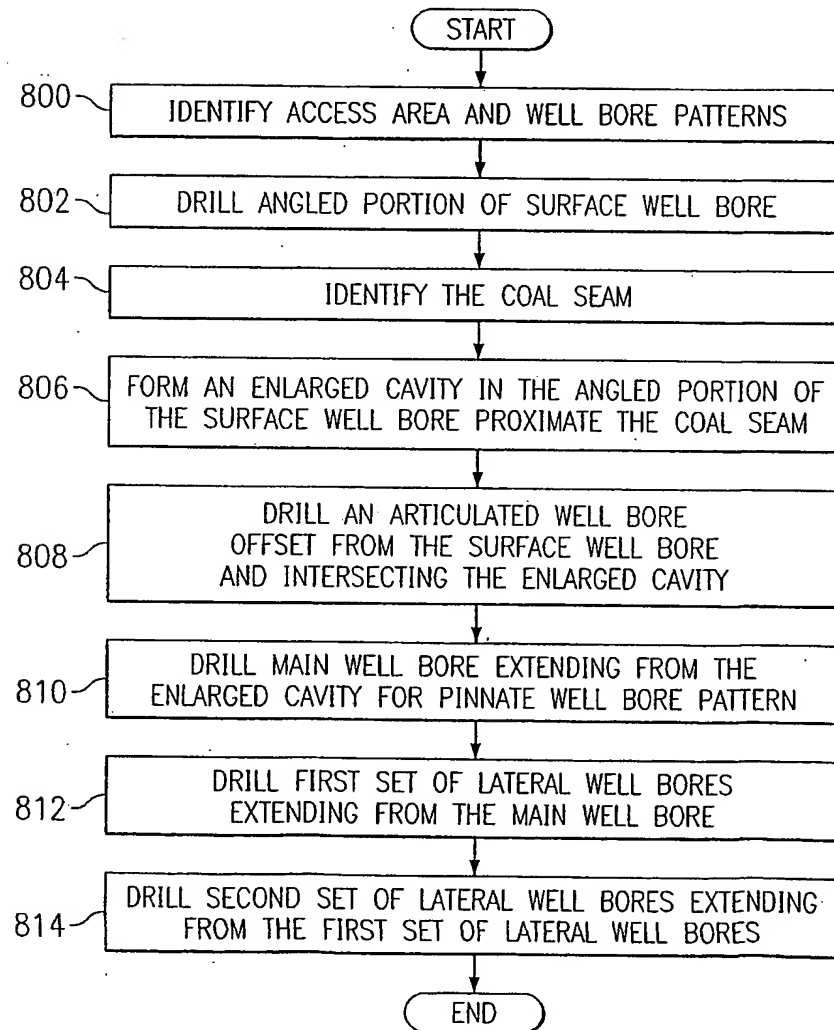 START
800
IDENTIFY ACCESS AREA AND WELL BORE PATTERNS
802
DRILL ANGLED PORTION OF SURFACE WELL BORE
804
IDENTIFY THE COAL SEAM
806
FORM AN ENLARGED CAVITY IN THE ANGLED PORTION OF
THE SURFACE WELL BORE PROXIMATE THE COAL SEAM
808
DRILL AN ARTICULATED WELL BORE
OFFSET FROM THE SURFACE WELL BORE
AND INTERSECTING THE ENLARGED CAVITY
810
DRILL MAIN WELL BORE EXTENDING FROM THE
ENLARGED CAVITY FOR PINNATE WELL BORE PATTERN
812
DRILL FIRST SET OF LATERAL WELL BORES
EXTENDING FROM THE MAIN WELL BORE
814
DRILL SECOND SET OF LATERAL WELL BORES EXTENDING
FROM THE FIRST SET OF LATERAL WELL BORES
END